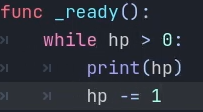 func _ready():
	while hp > 0:
		print(hp)
		hp -= 1